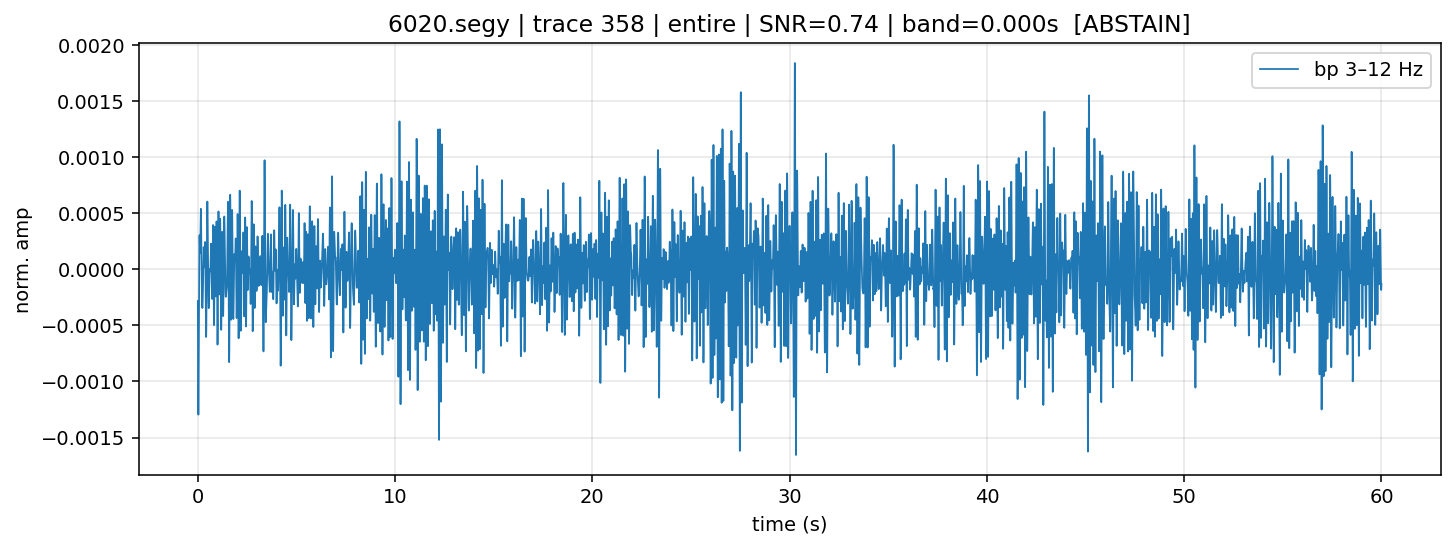 6020.segy | trace 358 | entire | SNR=0.74 | band=0.000s  [ABSTAIN]
bp 3–12 Hz
norm. amp
0.0020
0.0015
0.0010
0.0005
0.0000
−0.0005
−0.0010
−0.0015
0 10 20 30 40 50 60
time (s)